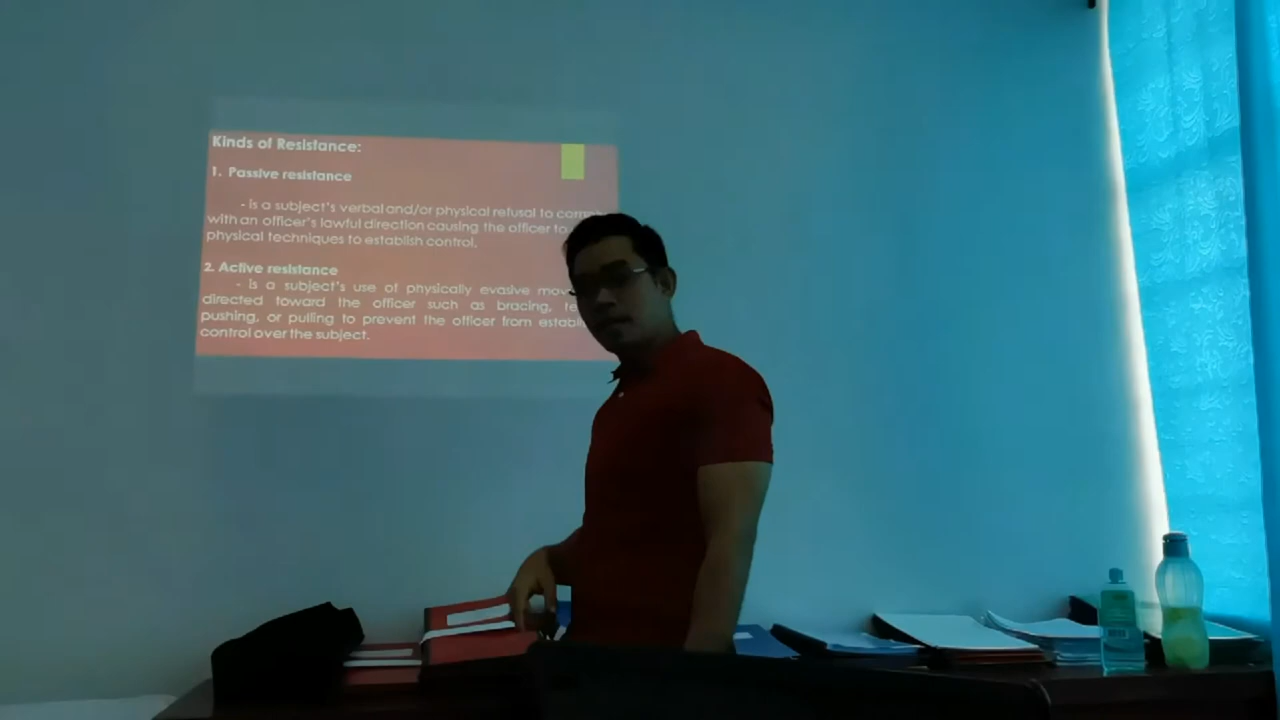 Kinds of Resistance:
1. Passive resistance
- is a subject's verbal and/or physical refusal to
with an officer's lawful direction causing the officer to
physical techniques to establish control.
2. Active resistance
- is a subject's use of physically evasive
directed toward the officer such as bracing,
pushing, or pulling to prevent the officer from
control over the subject.